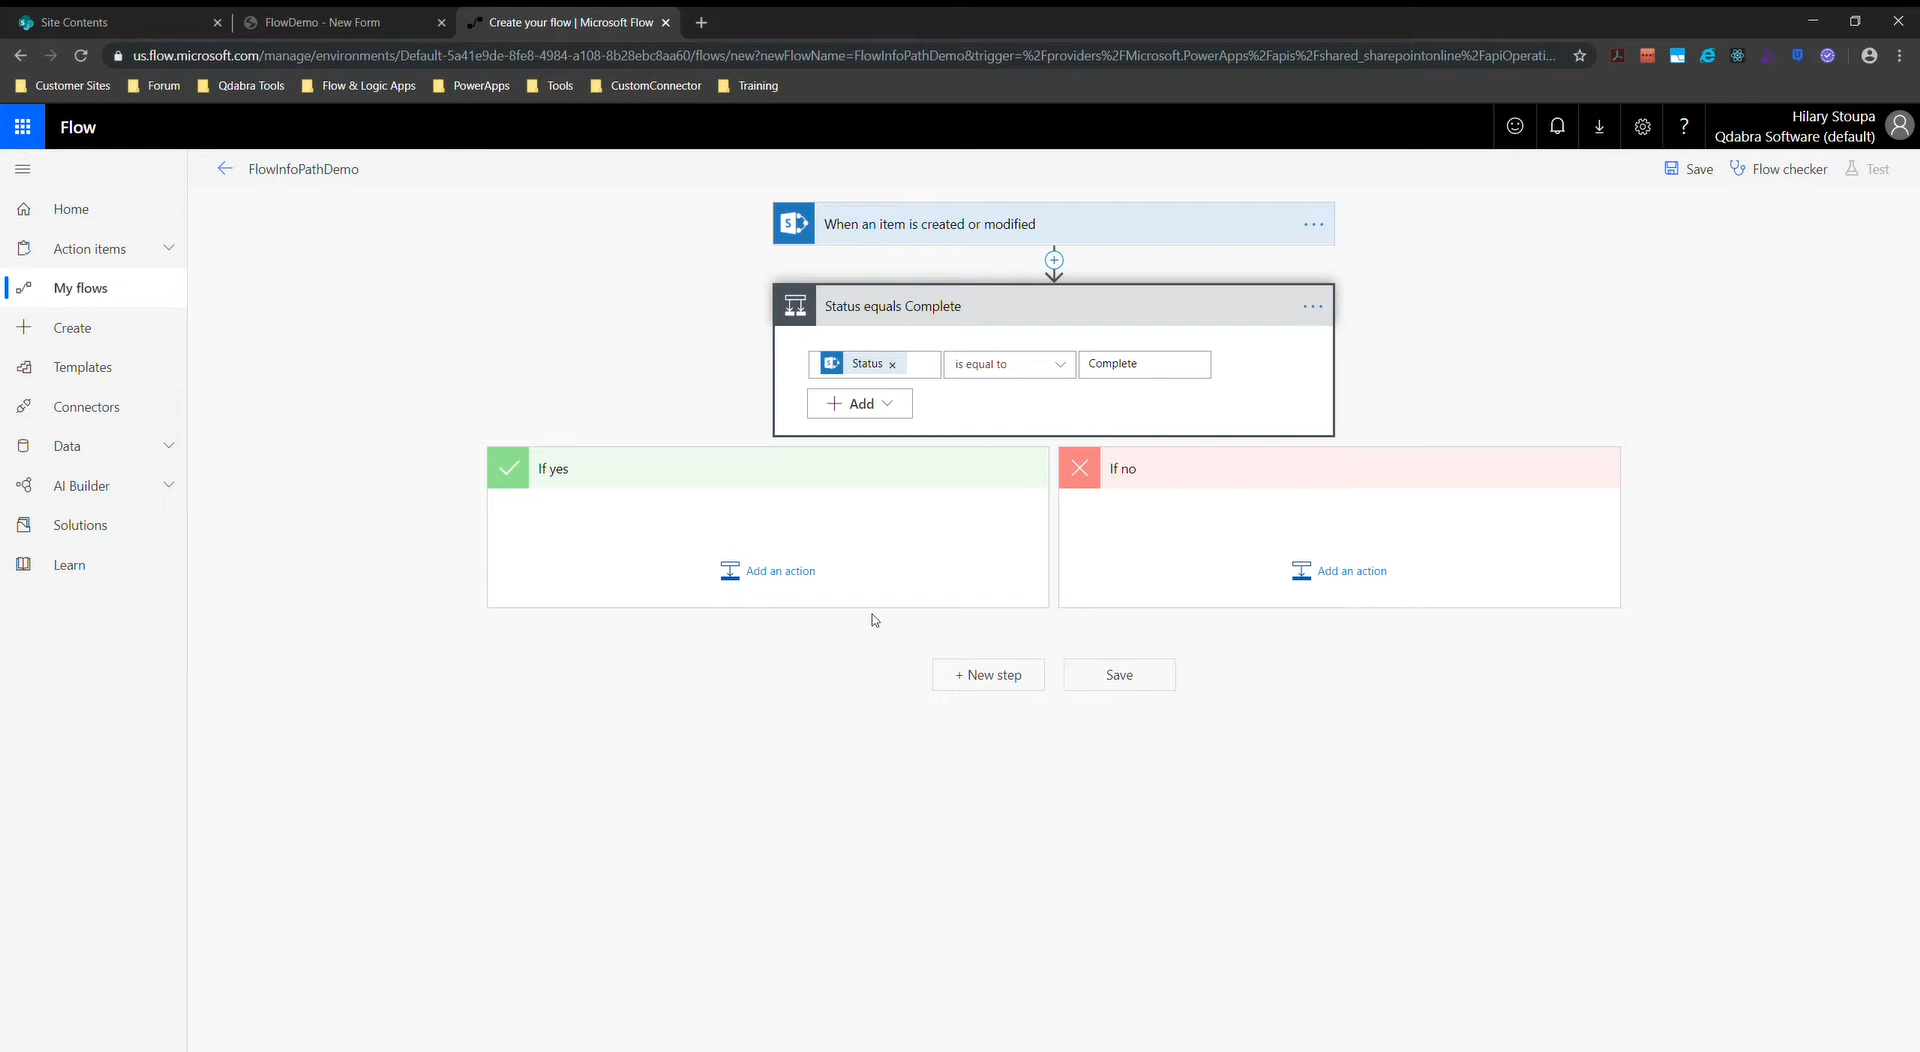 Site Contents
FlowDemo - New Form
Create your flow | Microsoft Flow
us.flow.microsoft.com/manage/environments/Default-5a41e9de-8fe8-4984-a108-8b28ebc8aa60/flows/new?newFlowName=FlowInfoPathDemo&trigger=%2Fproviders%2FMicrosoft.PowerApps%2Fapis%2Fshared_sharepointonline%2FapiOperati...
Customer Sites
Forum
Qdabra Tools
Flow & Logic Apps
PowerApps
Tools
CustomConnector
Training
Flow
Hilary Stoupa
Qdabra Software (default)
FlowInfoPathDemo
Save
Flow checker
Test
Home
Action items
My flows
Create
Templates
Connectors
Data
AI Builder
Solutions
Learn
When an item is created or modified
Status equals Complete
Status
is equal to
Complete
Add
If yes
Add an action
If no
Add an action
+ New step
Save